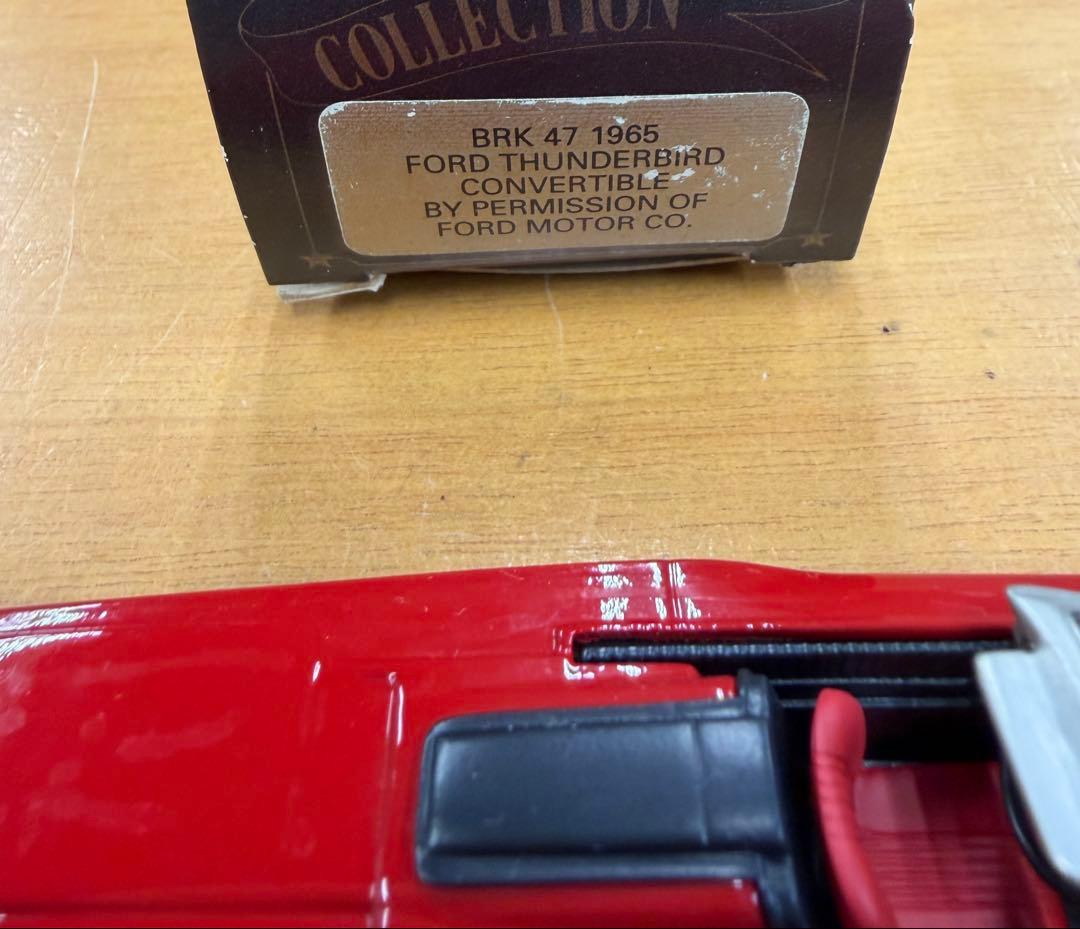 COLLECTION
BRK 47 1965
FORD THUNDERBIRD
CONVERTIBLE
BY PERMISSION OF
FORD MOTOR CO.